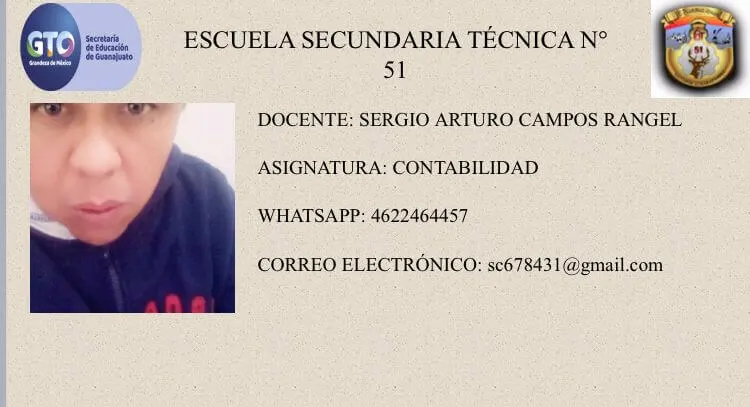 GTO
Grandeza de México
Secretaría
de Educación
de Guanajuato
ESCUELA SECUNDARIA TÉCNICA N°
51
51
DOCENTE: SERGIO ARTURO CAMPOS RANGEL
ASIGNATURA: CONTABILIDAD
WHATSAPP: 4622464457
CORREO ELECTRÓNICO: sc678431@gmail.com